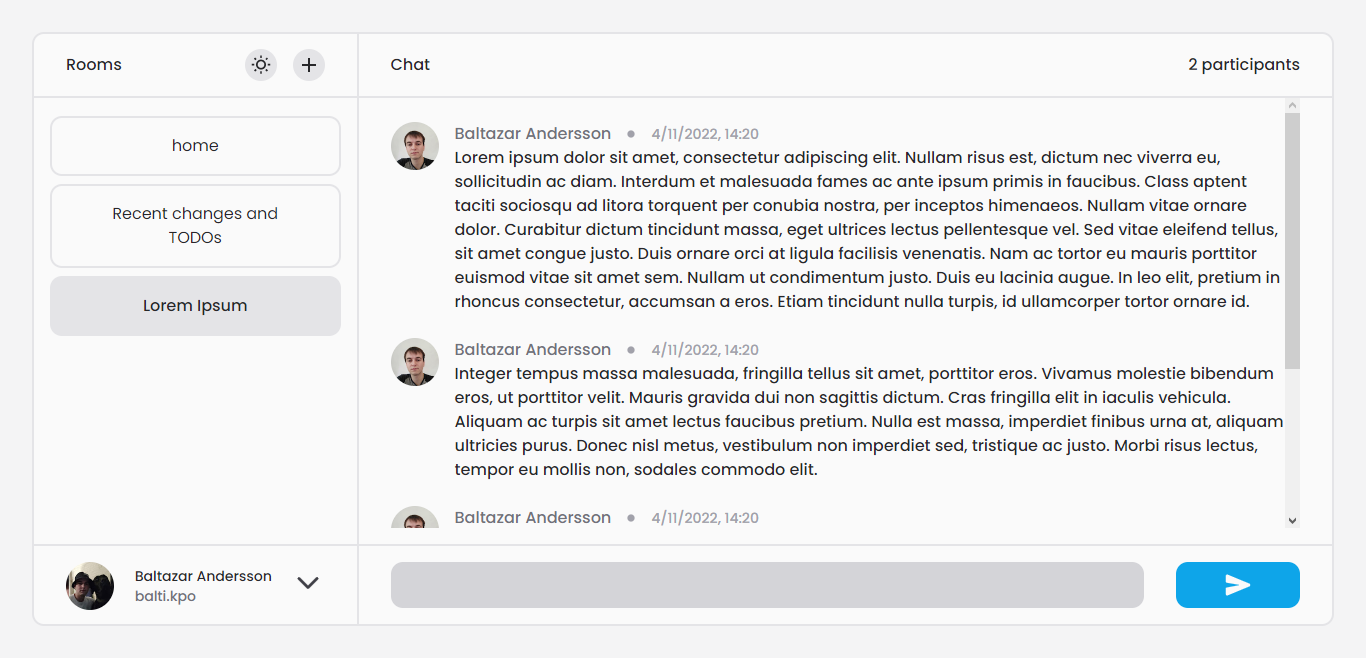 Rooms
Chat
2 participants
home
Recent changes and
TODOs
Lorem Ipsum
Baltazar Andersson • 4/11/2022, 14:20
Lorem ipsum dolor sit amet, consectetur adipiscing elit. Nullam risus est, dictum nec viverra eu,
sollicitudin ac diam. Interdum et malesuada fames ac ante ipsum primis in faucibus. Class aptent
taciti sociosqu ad litora torquent per conubia nostra, per inceptos himenaeos. Nullam vitae ornare
dolor. Curabitur dictum tincidunt massa, eget ultrices lectus pellentesque vel. Sed vitae eleifend tellus,
sit amet congue justo. Duis ornare orci at ligula facilisis venenatis. Nam ac tortor eu mauris porttitor
euismod vitae sit amet sem. Nullam ut condimentum justo. Duis eu lacinia augue. In leo elit, pretium in
rhoncus consectetur, accumsan a eros. Etiam tincidunt nulla turpis, id ullamcorper tortor ornare id.
Baltazar Andersson • 4/11/2022, 14:20
Integer tempus massa malesuada, fringilla tellus sit amet, porttitor eros. Vivamus molestie bibendum
eros, ut porttitor velit. Mauris gravida dui non sagittis dictum. Cras fringilla elit in iaculis vehicula.
Aliquam ac turpis sit amet lectus faucibus pretium. Nulla est massa, imperdiet finibus urna at, aliquam
ultricies purus. Donec nisl metus, vestibulum non imperdiet sed, tristique ac justo. Morbi risus lectus,
tempor eu mollis non, sodales commodo elit.
Baltazar Andersson • 4/11/2022, 14:20
Baltazar Andersson
balti.kpo